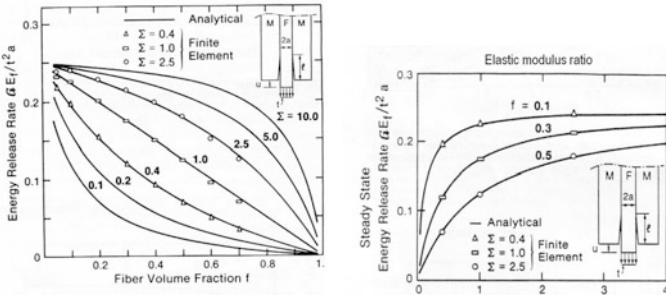 Analytical
Σ = 0.4
Σ = 1.0
Σ = 2.5
Finite
Element
M F M
2a
ℓ
t
Σ = 10.0
5.0
2.5
1.0
0.4
0.2
0.1
0.3
0.2
0.1
0
0.1 0.3 0.5 0.7 1.
Energy Release Rate 𝒢E_f/t²a
Fiber Volume Fraction f
Elastic modulus ratio
0.3
0.2
0.1
0
f = 0.1
0.3
0.5
M F M
2a
ℓ
u
t
Analytical
Σ = 0.4
Σ = 1.0
Σ = 2.5
Finite
Element
0 1 2 3 4
Steady State
Energy Release Rate 𝒢E_f/t²a